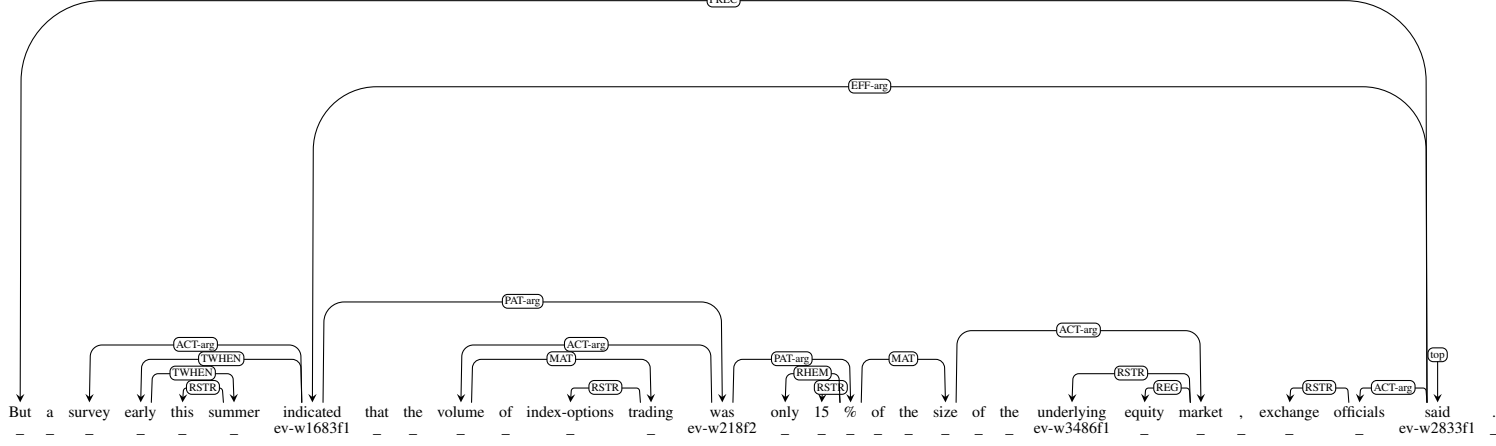 EFF-arg
PAT-arg
ACT-arg
ACT-arg ACT-arg
top
TWHEN MAT PAT-arg MAT
TWHEN RHEM RSTR
RSTR RSTR RSTR REG RSTR ACT-arg
But a survey early this summer indicated that the volume of index-options trading was only 15 % of the size of the underlying equity market , exchange officials said .
_ _ _ _ _ _ ev-w1683f1 _ _ _ _ _ _ ev-w218f2 _ _ _ _ _ _ _ _ ev-w3486f1 _ _ _ _ _ ev-w2833f1 _